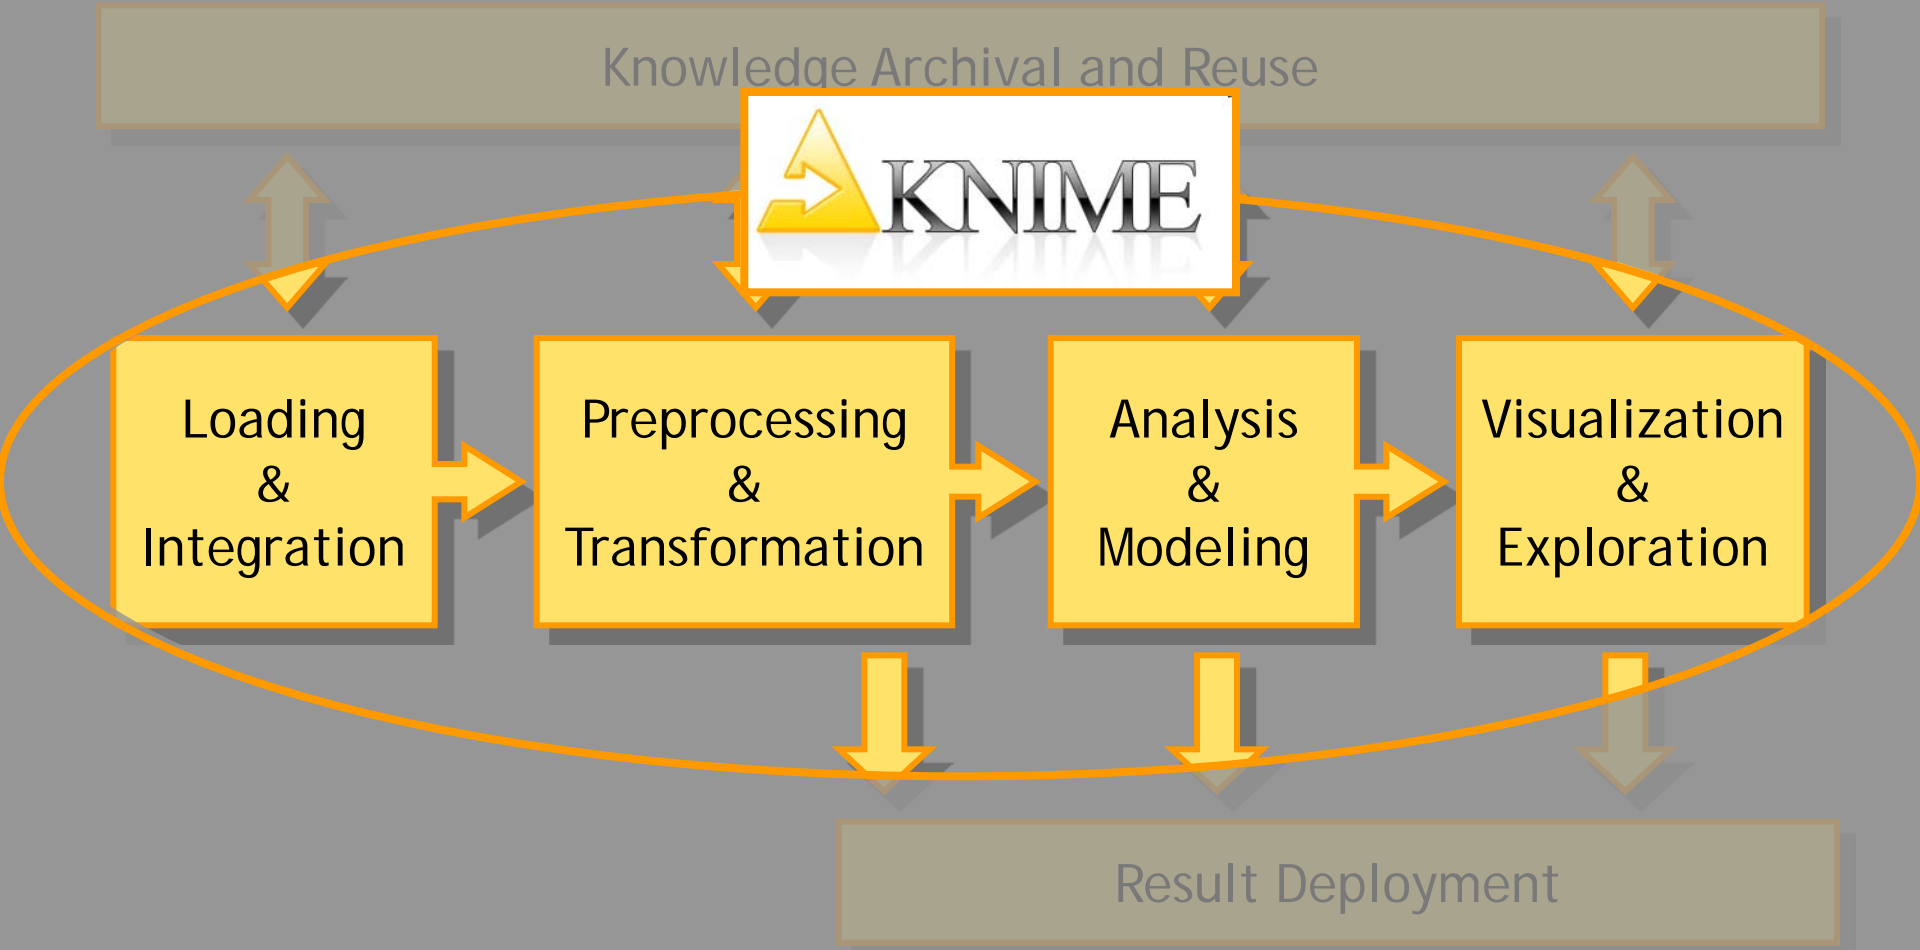 Knowledge Archival and Reuse
KNIME
Loading
&
Integration
Preprocessing
&
Transformation
Analysis
&
Modeling
Visualization
&
Exploration
Result Deployment